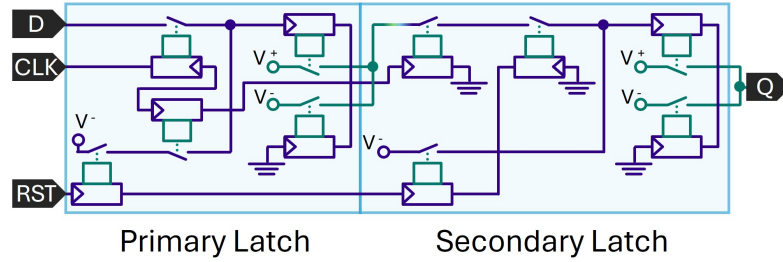 D
V⁺
V⁺
CLK
V⁻
V⁻
Q
V⁻
V⁻
RST
Primary Latch
Secondary Latch